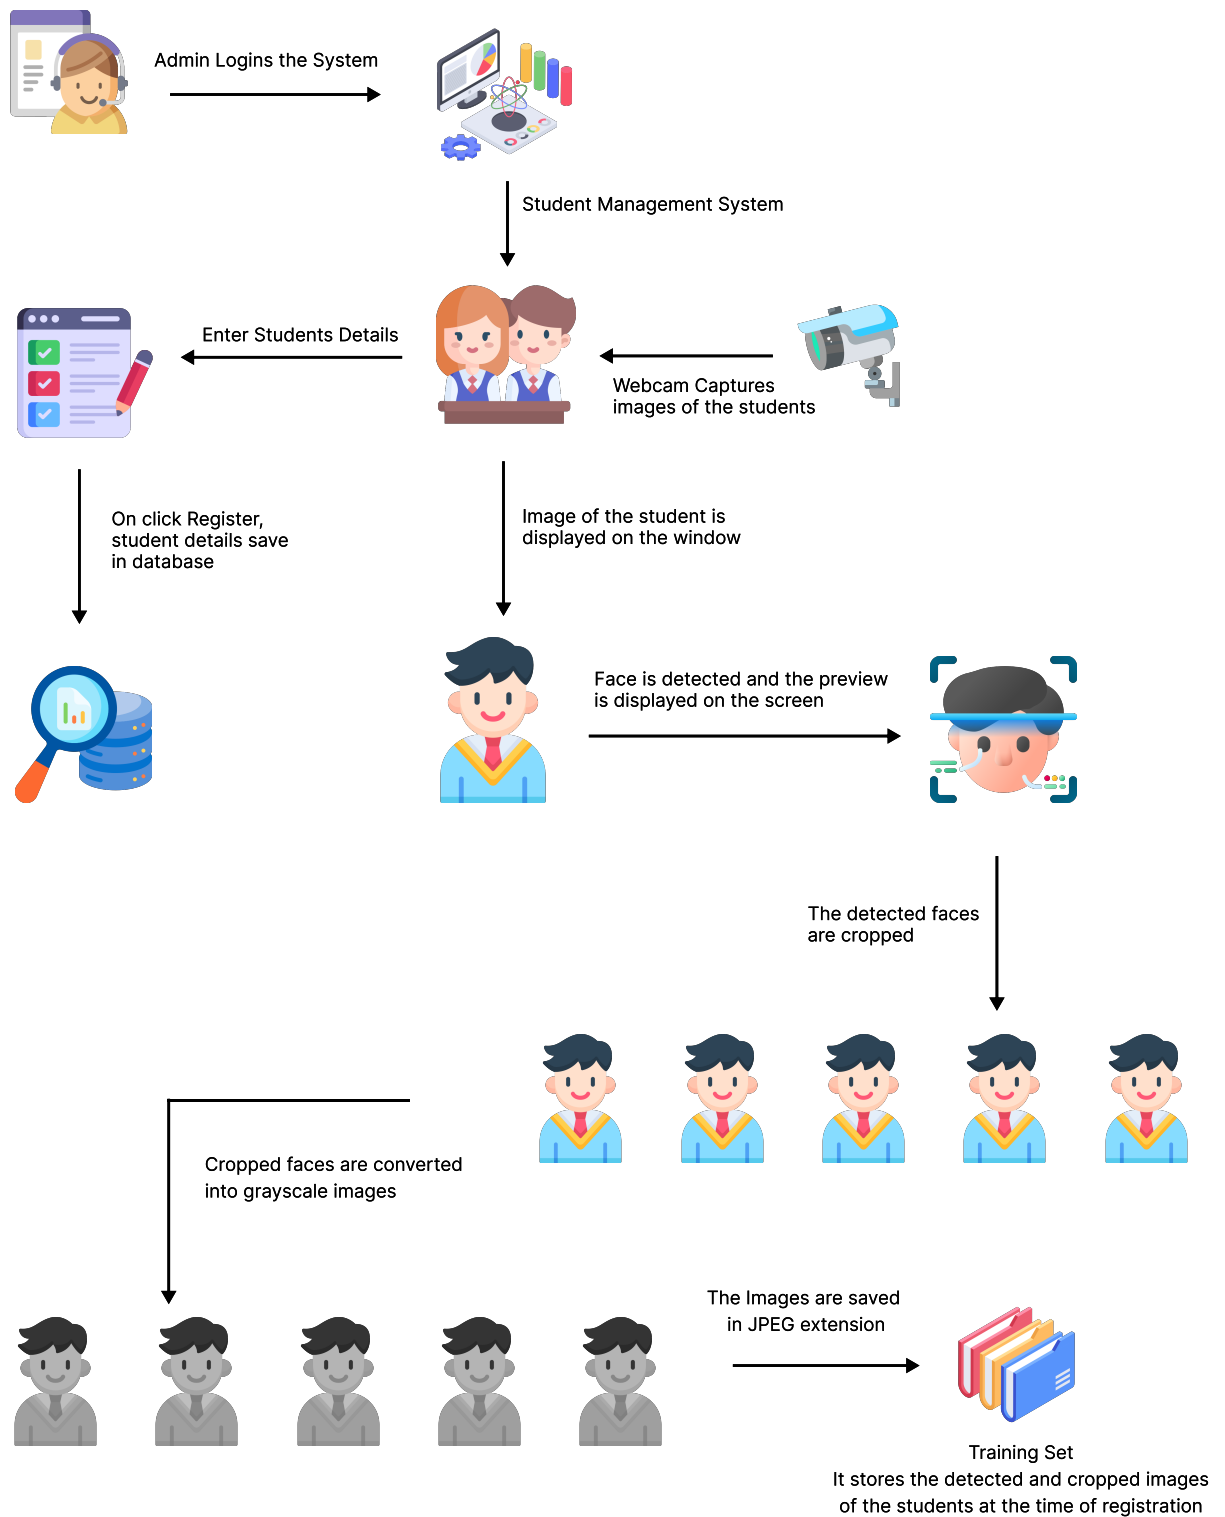 Admin Logins the System
Student Management System
Enter Students Details
Webcam Captures
images of the students
On click Register,
student details save
in database
Image of the student is
displayed on the window
Face is detected and the preview
is displayed on the screen
The detected faces
are cropped
Cropped faces are converted
into grayscale images
The Images are saved
in JPEG extension
Training Set
It stores the detected and cropped images
of the students at the time of registration